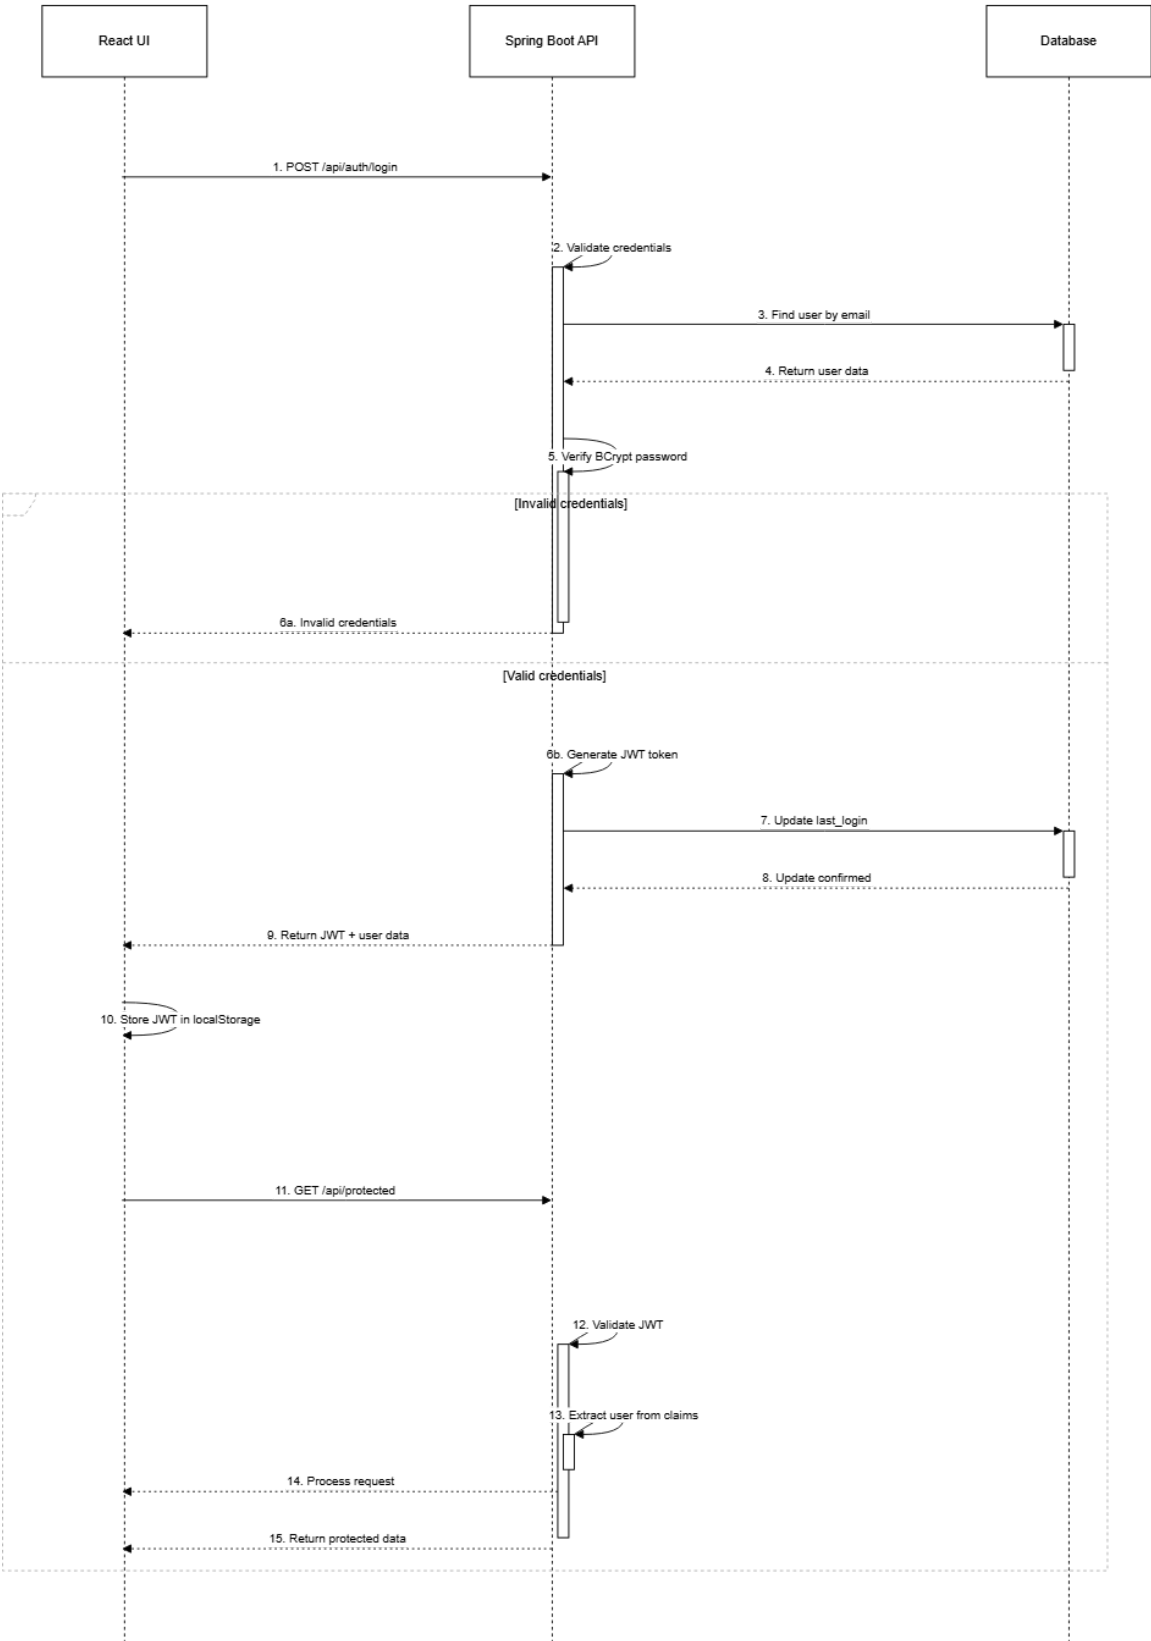 React UI
Spring Boot API
Database
1. POST /api/auth/login
2. Validate credentials
3. Find user by email
4. Return user data
5. Verify BCrypt password
[Invalid credentials]
6a. Invalid credentials
[Valid credentials]
6b. Generate JWT token
7. Update last_login
8. Update confirmed
9. Return JWT + user data
10. Store JWT in localStorage
11. GET /api/protected
12. Validate JWT
13. Extract user from claims
14. Process request
15. Return protected data